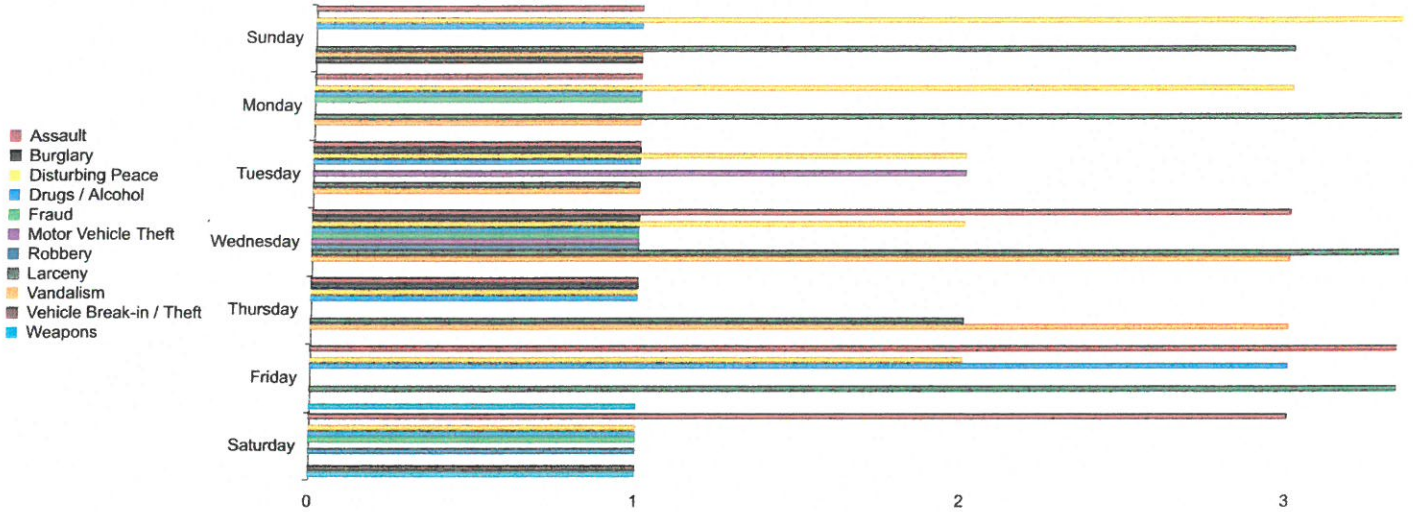 Sunday
Monday
Tuesday
Wednesday
Thursday
Friday
Saturday
Assault
Burglary
Disturbing Peace
Drugs / Alcohol
Fraud
Motor Vehicle Theft
Robbery
Larceny
Vandalism
Vehicle Break-in / Theft
Weapons
0 1 2 3